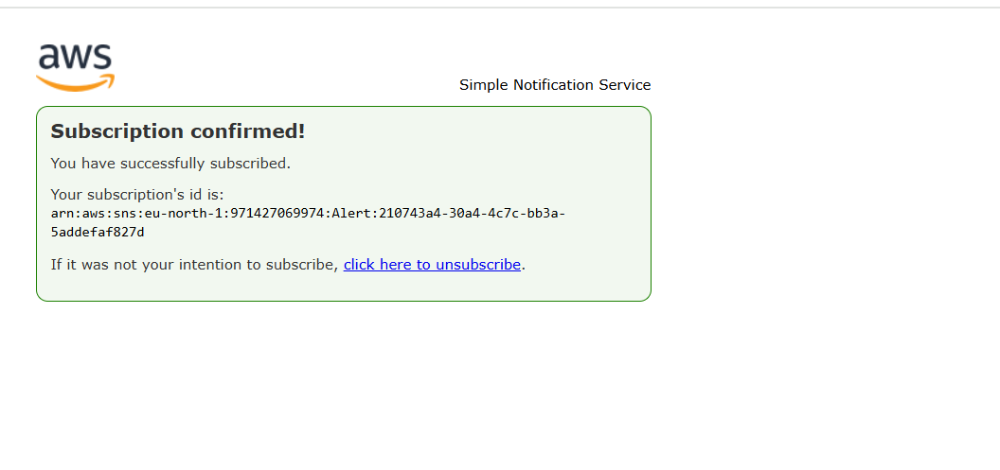 aws
Simple Notification Service
Subscription confirmed!
You have successfully subscribed.
Your subscription's id is:
arn:aws:sns:eu-north-1:971427069974:Alert:210743a4-30a4-4c7c-bb3a-
5addefaf827d
If it was not your intention to subscribe, click here to unsubscribe.